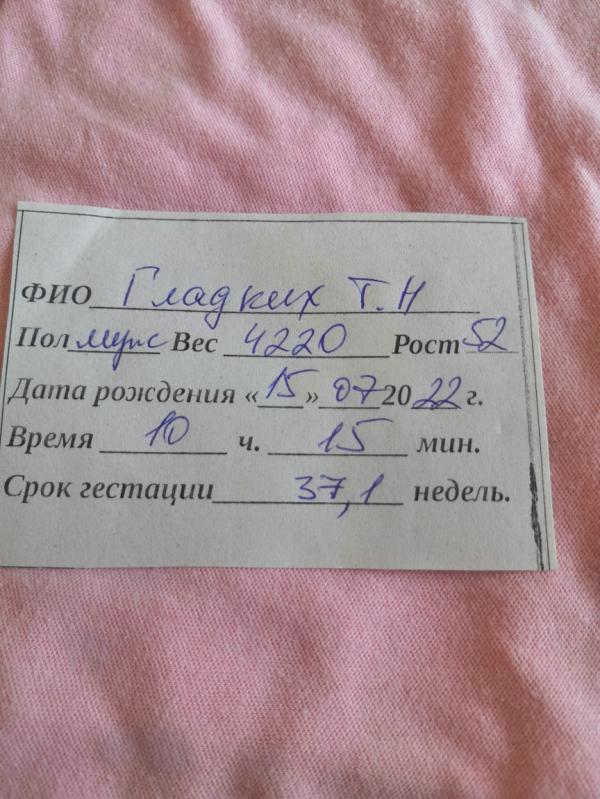 ФИО Гладких Т.Н
Пол муж Вес 4220 Рост 52
Дата рождения «15» 07 2022 г.
Время 10 ч. 15 мин.
Срок гестации 37,1 недель.